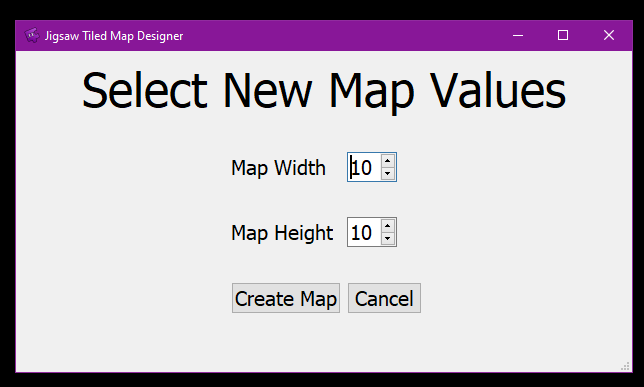 Jigsaw Tiled Map Designer
Select New Map Values
Map Width 10
Map Height 10
Create Map Cancel